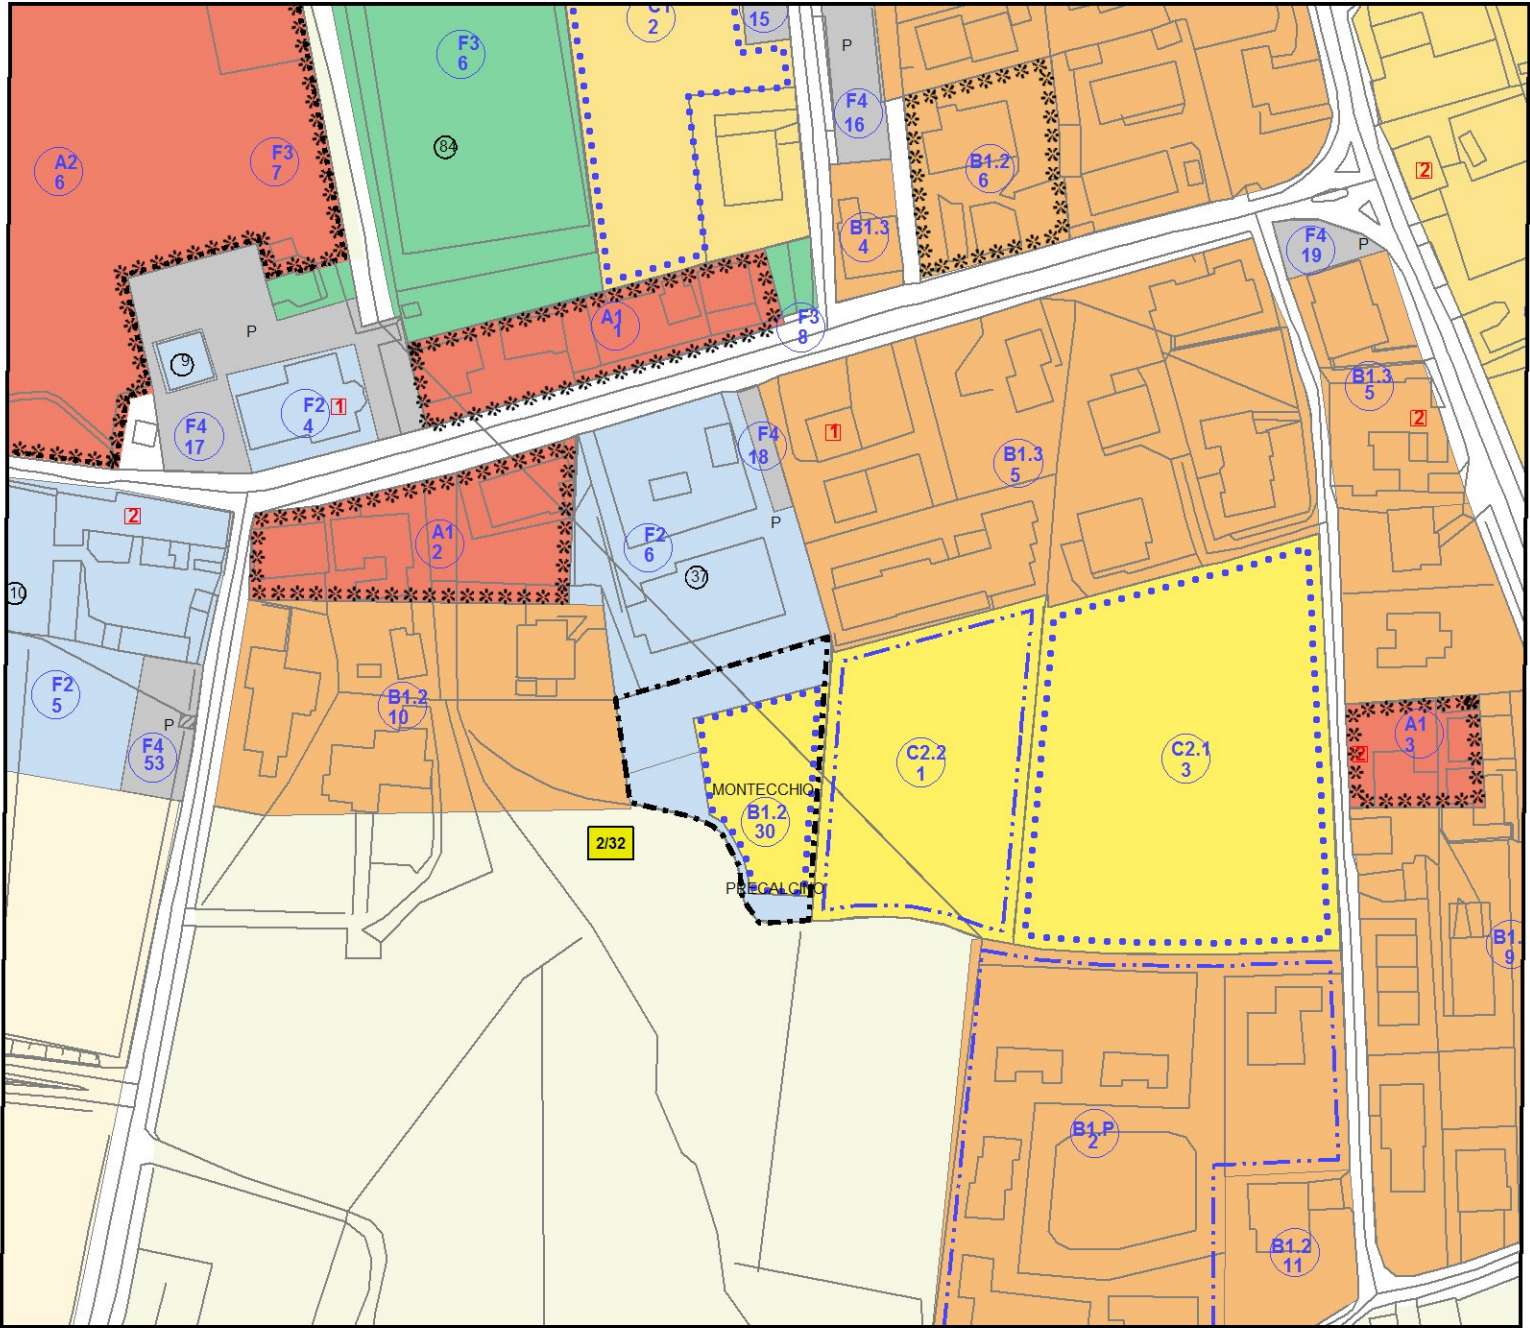 C1
2
15
P
F3
6
84
F4
16
A2
6
F3
7
B1.2
6
2
B1.3
4
F4
19
P
A1
1
F3
8
P
9
F2
4
1
F4
17
B1.3
5
2
F4
18
1
B1.3
5
2
A1
2
P
F2
6
37
10
F2
5
B1.2
10
P
F4
53
A1
3
2
C2.2
1
C2.1
3
MONTECCHIO
B1.2
30
2/32
PRECALCINO
B1.
9
B1.P
2
B1.2
11